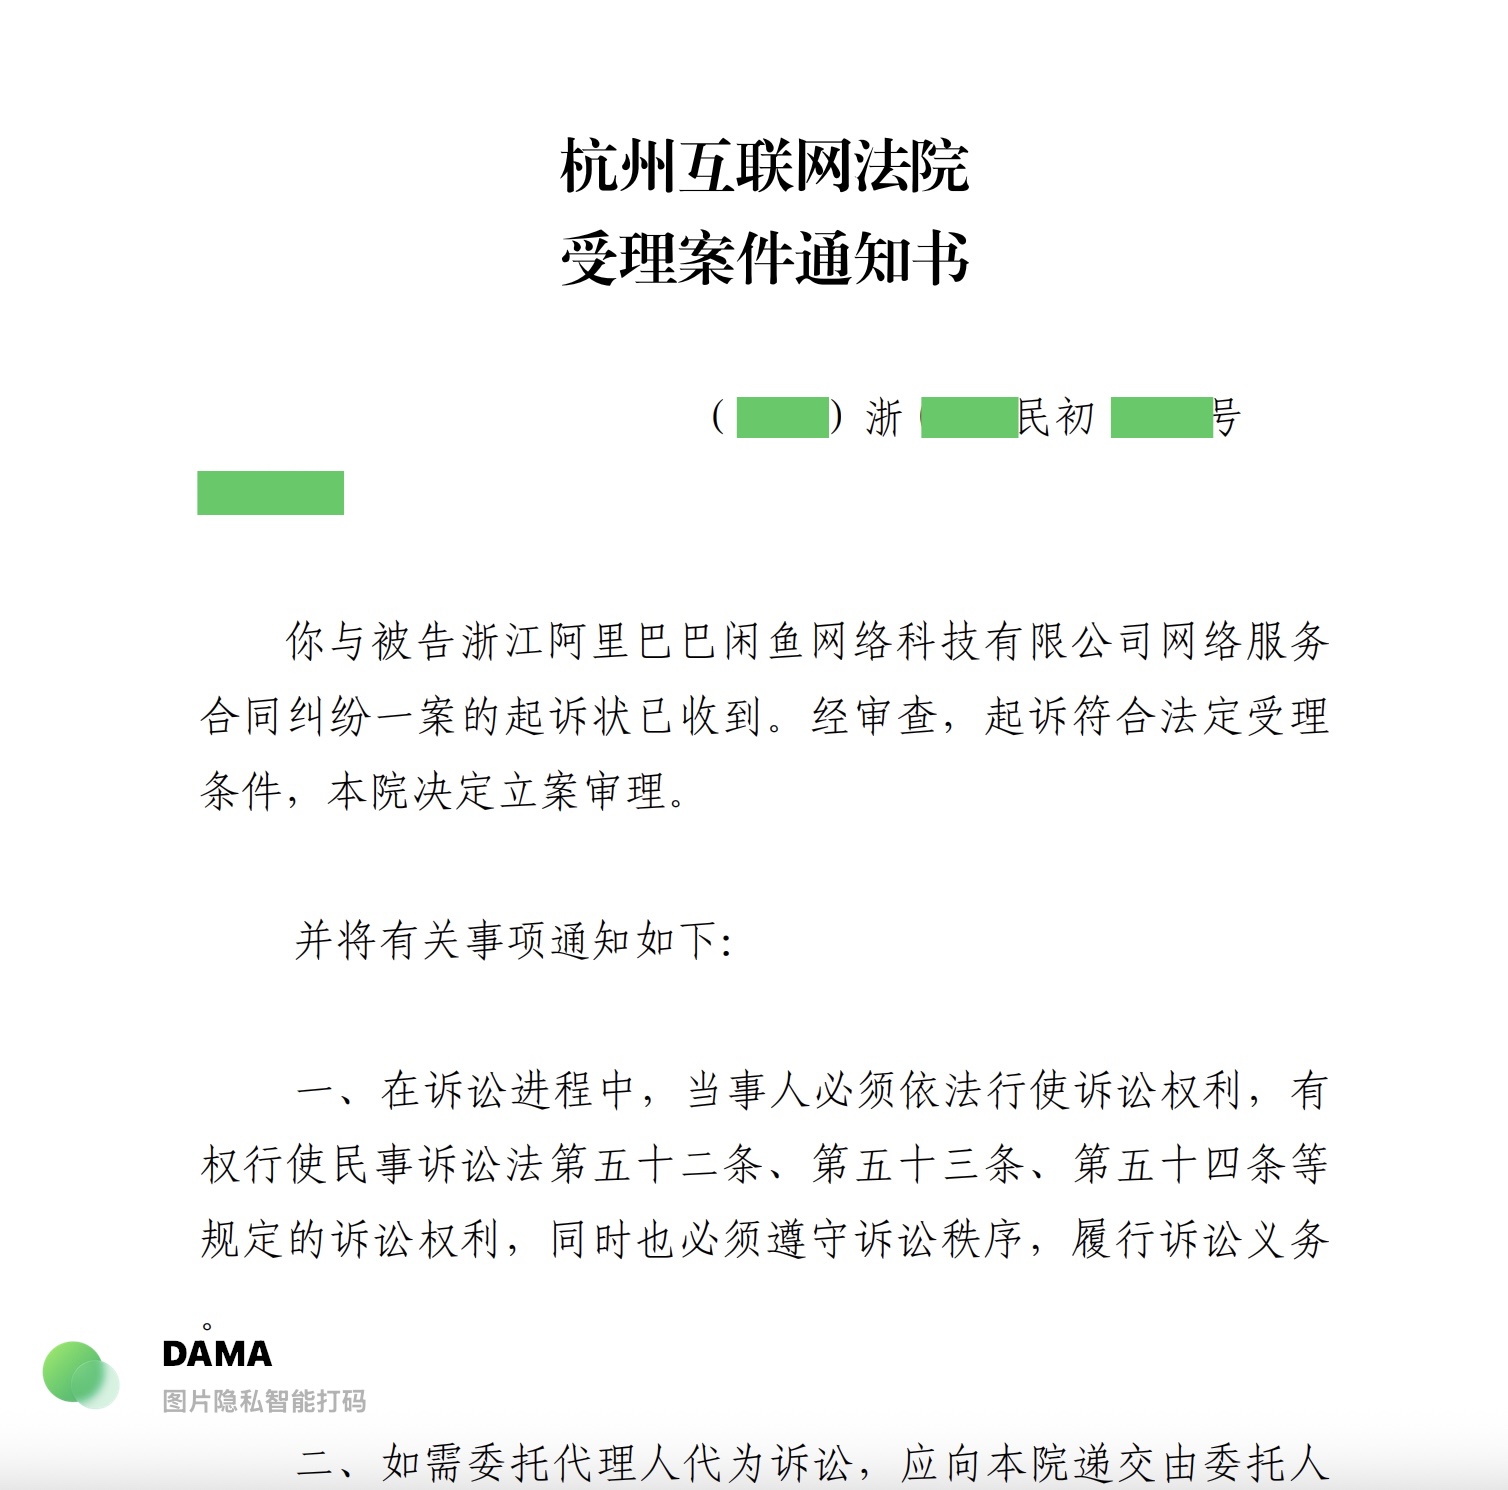 杭州互联网法院
受理案件通知书
( ) 浙 民初 号
你与被告浙江阿里巴巴闲鱼网络科技有限公司网络服务
合同纠纷一案的起诉状已收到。经审查，起诉符合法定受理
条件，本院决定立案审理。
并将有关事项通知如下：
一、在诉讼进程中，当事人必须依法行使诉讼权利，有
权行使民事诉讼法第五十二条、第五十三条、第五十四条等
规定的诉讼权利，同时也必须遵守诉讼秩序，履行诉讼义务
。
DAMA
图片隐私智能打码
二、如需委托代理人代为诉讼，应向本院递交由委托人